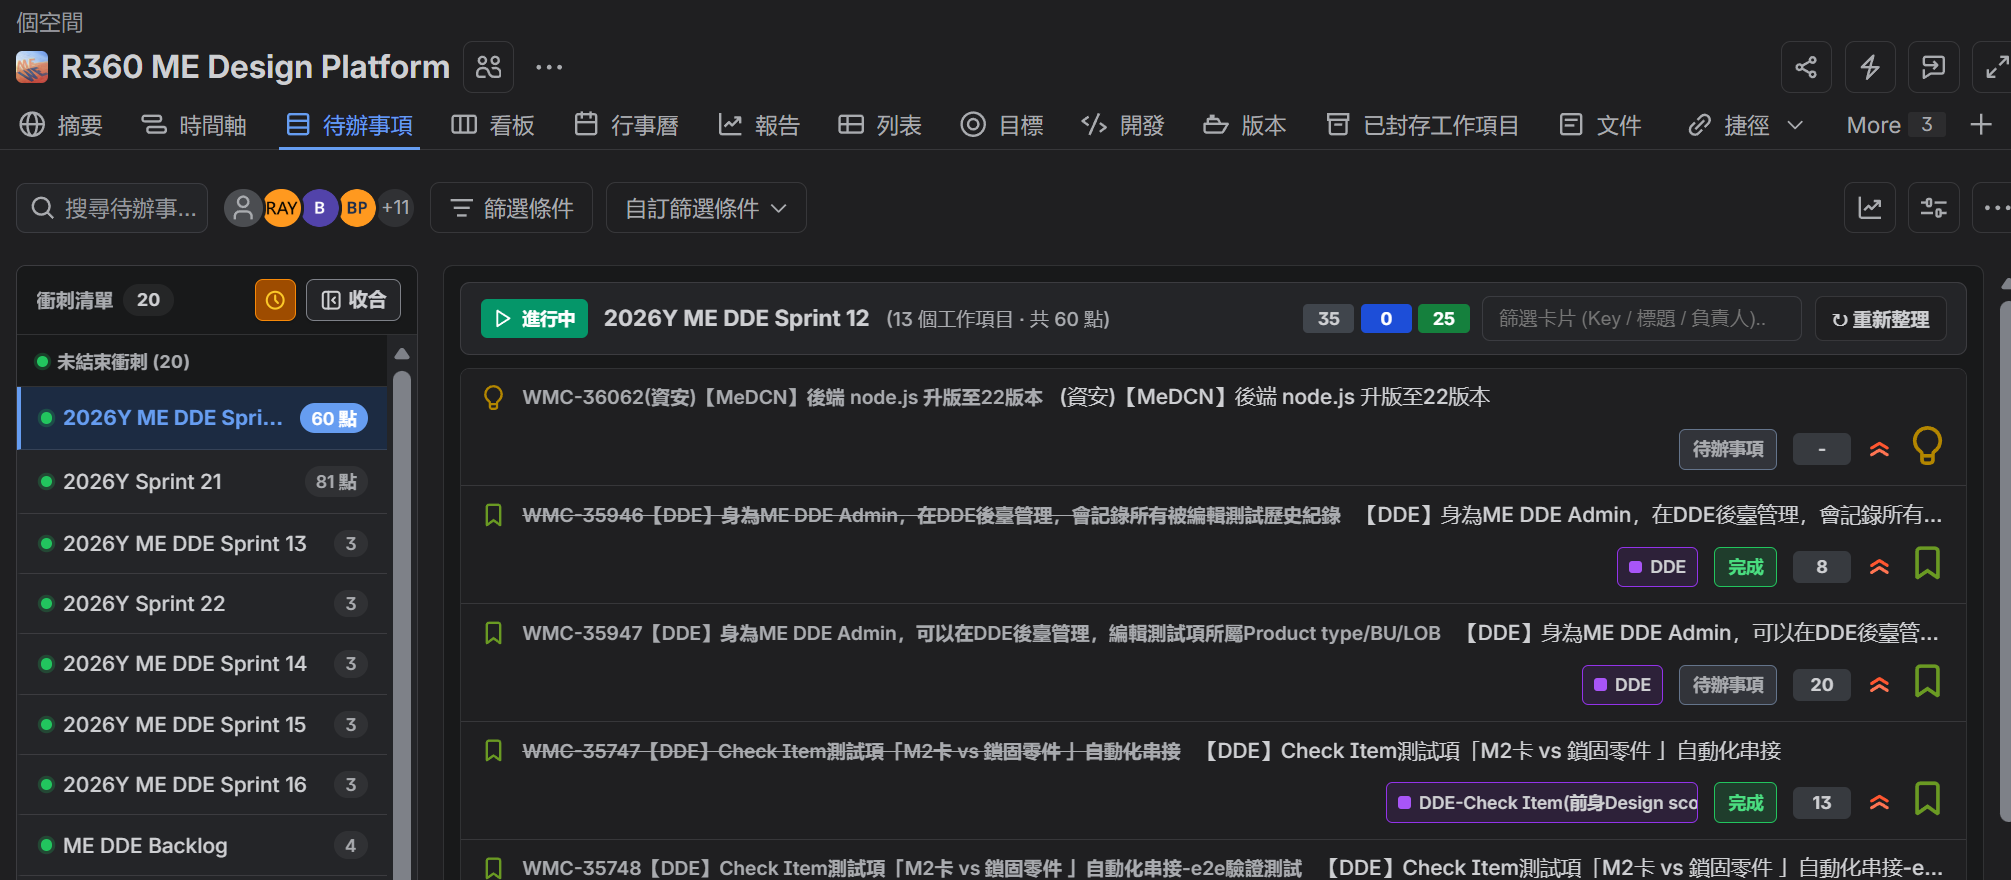 個空間
R360 ME Design Platform
摘要 時間軸 待辦事項 看板 行事曆 報告 列表 目標 開發 版本 已封存工作項目 文件 捷徑 More 3
搜尋待辦事... RAY B BP +11 篩選條件 自訂篩選條件
衝刺清單 20 收合
未結束衝刺 (20)
2026Y ME DDE Spri... 60 點
2026Y Sprint 21 81 點
2026Y ME DDE Sprint 13 3
2026Y Sprint 22 3
2026Y ME DDE Sprint 14 3
2026Y ME DDE Sprint 15 3
2026Y ME DDE Sprint 16 3
ME DDE Backlog 4
進行中 2026Y ME DDE Sprint 12 (13 個工作項目 · 共 60 點) 35 0 25 篩選卡片 (Key / 標題 / 負責人).. ↻ 重新整理
WMC-36062(資安)【MeDCN】後端 node.js 升版至22版本 (資安)【MeDCN】後端 node.js 升版至22版本
待辦事項 -
WMC-35946【DDE】身為ME DDE Admin，在DDE後臺管理，會記錄所有被編輯測試歷史紀錄 【DDE】身為ME DDE Admin，在DDE後臺管理，會記錄所有...
DDE 完成 8
WMC-35947【DDE】身為ME DDE Admin，可以在DDE後臺管理，編輯測試項所屬Product type/BU/LOB 【DDE】身為ME DDE Admin，可以在DDE後臺管...
DDE 待辦事項 20
WMC-35747【DDE】Check Item測試項「M2卡 vs 鎖固零件 」自動化串接 【DDE】Check Item測試項「M2卡 vs 鎖固零件 」自動化串接
DDE-Check Item(前身Design sco 完成 13
WMC-35748【DDE】Check Item測試項「M2卡 vs 鎖固零件 」自動化串接-e2e驗證測試 【DDE】Check Item測試項「M2卡 vs 鎖固零件 」自動化串接-e...